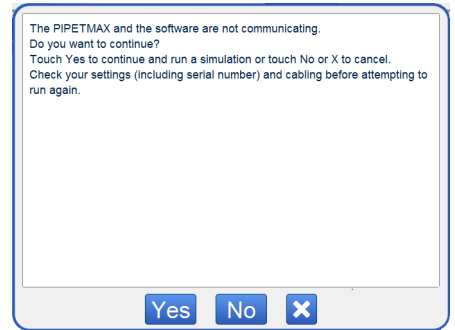 The PIPETMAX and the software are not communicating.
Do you want to continue?
Touch Yes to continue and run a simulation or touch No or X to cancel.
Check your settings (including serial number) and cabling before attempting to
run again.
Yes No X